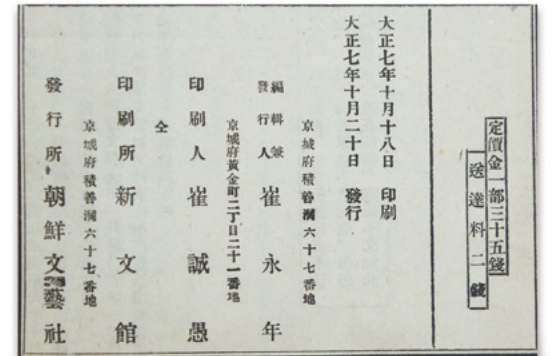 定價金一部三十五錢
送達料二錢
大正七年十月十八日 印刷
大正七年十月二十日 發行
京城府積善洞六十七番地
編輯兼發行人 崔永年
京城府黃金町二丁目二十一番地
印刷人 崔誠愚
仝
印刷所 新文館
京城府積善洞六十七番地
發行所 朝鮮文藝社